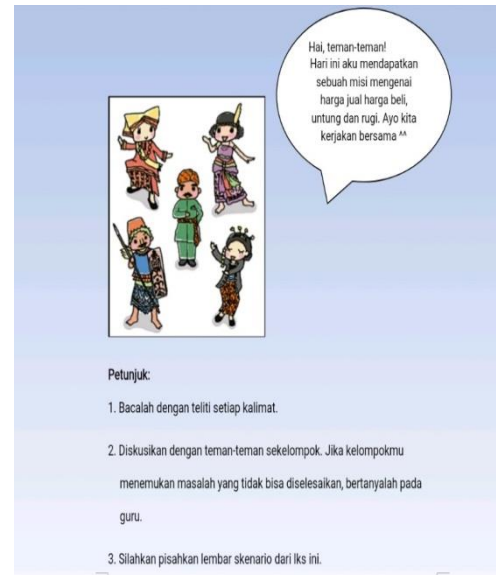 Hai, teman-teman!
Hari ini aku mendapatkan
sebuah misi mengenai
harga jual harga beli,
untung dan rugi. Ayo kita
kerjakan bersama ^^
Petunjuk:
1. Bacalah dengan teliti setiap kalimat.
2. Diskusikan dengan teman-teman sekelompok. Jika kelompokmu
menemukan masalah yang tidak bisa diselesaikan, bertanyalah pada
guru.
3. Silahkan pisahkan lembar skenario dari lks ini.